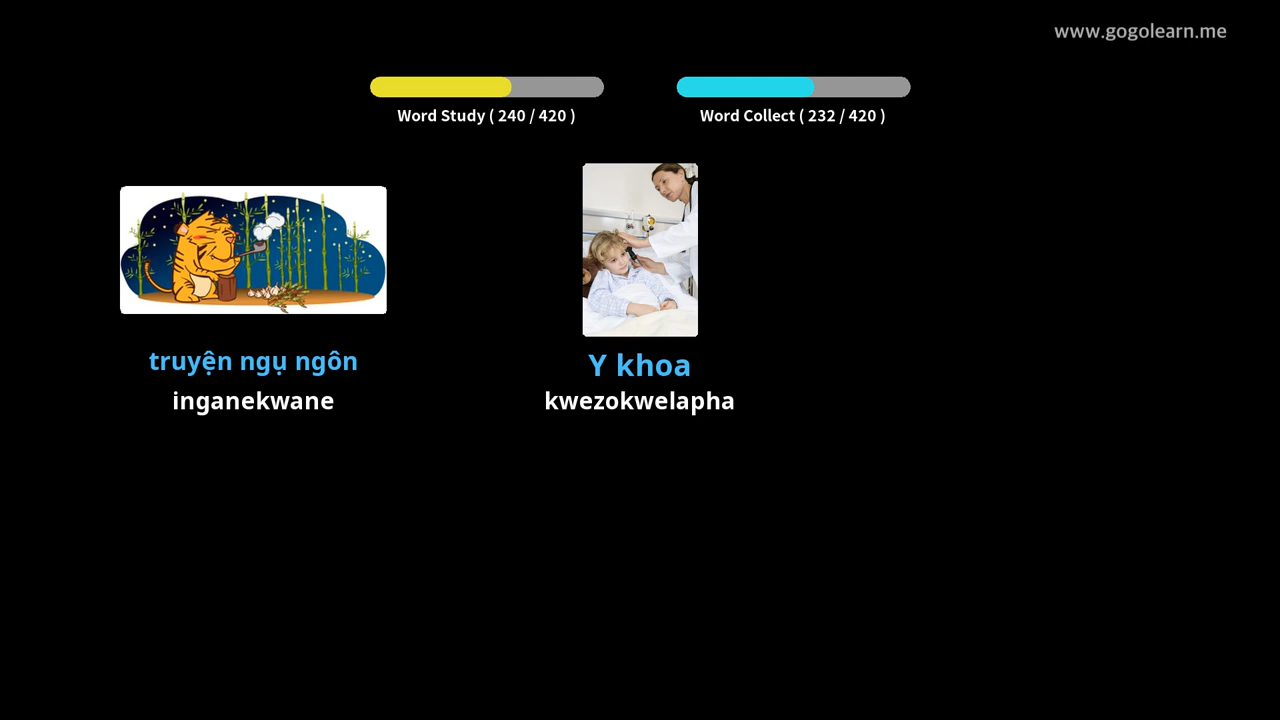 www.gogolearn.me
Word Study ( 240 / 420 )
Word Collect ( 232 / 420 )
truyện ngụ ngôn
inganekwane
Y khoa
kwezokwelapha